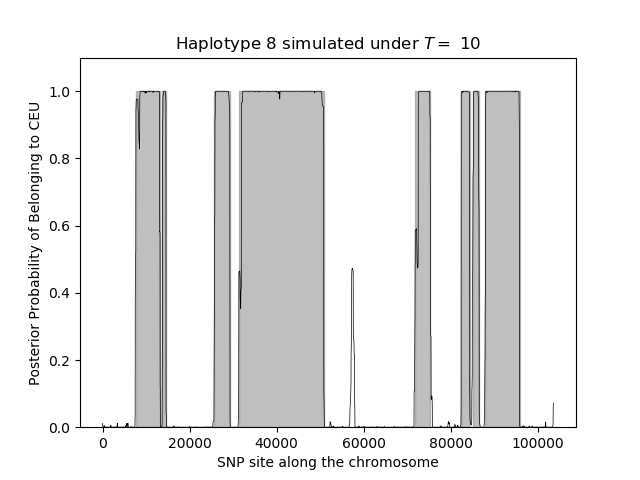 Haplotype 8 simulated under T = 10
Posterior Probability of Belonging to CEU
1.0
0.8
0.6
0.4
0.2
0.0
0 20000 40000 60000 80000 100000
SNP site along the chromosome